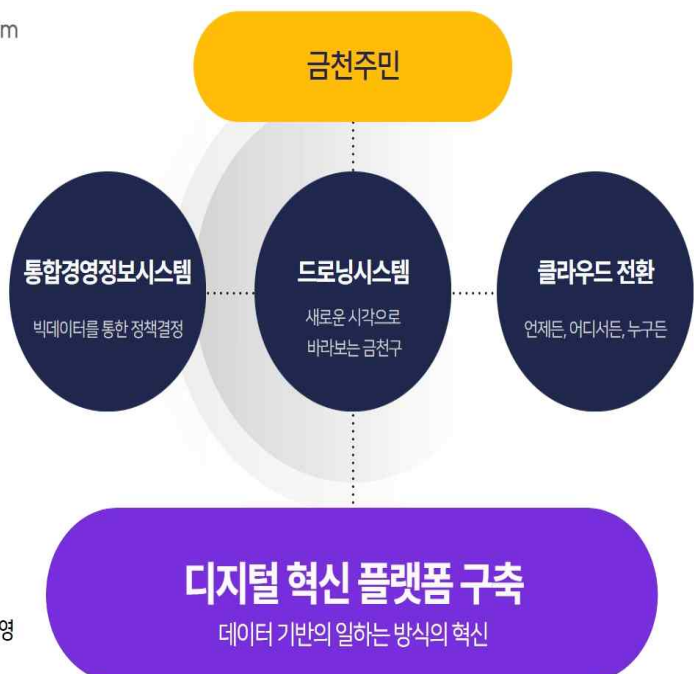 m
금천주민
통합경영정보시스템
빅데이터를 통한 정책결정
드로닝시스템
새로운 시각으로
바라보는 금천구
클라우드 전환
언제든, 어디서든, 누구든
디지털 혁신 플랫폼 구축
데이터 기반의 일하는 방식의 혁신
영